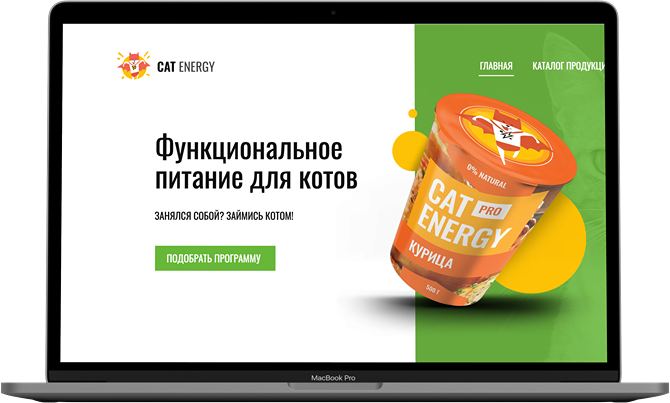 CAT ENERGY
ГЛАВНАЯ
КАТАЛОГ ПРОДУКЦИ
Функциональное
питание для котов
ЗАНЯЛСЯ СОБОЙ? ЗАЙМИСЬ КОТОМ!
ПОДОБРАТЬ ПРОГРАММУ
0% NATURAL
CAT PRO
ENERGY
КУРИЦА
500 г
MacBook Pro